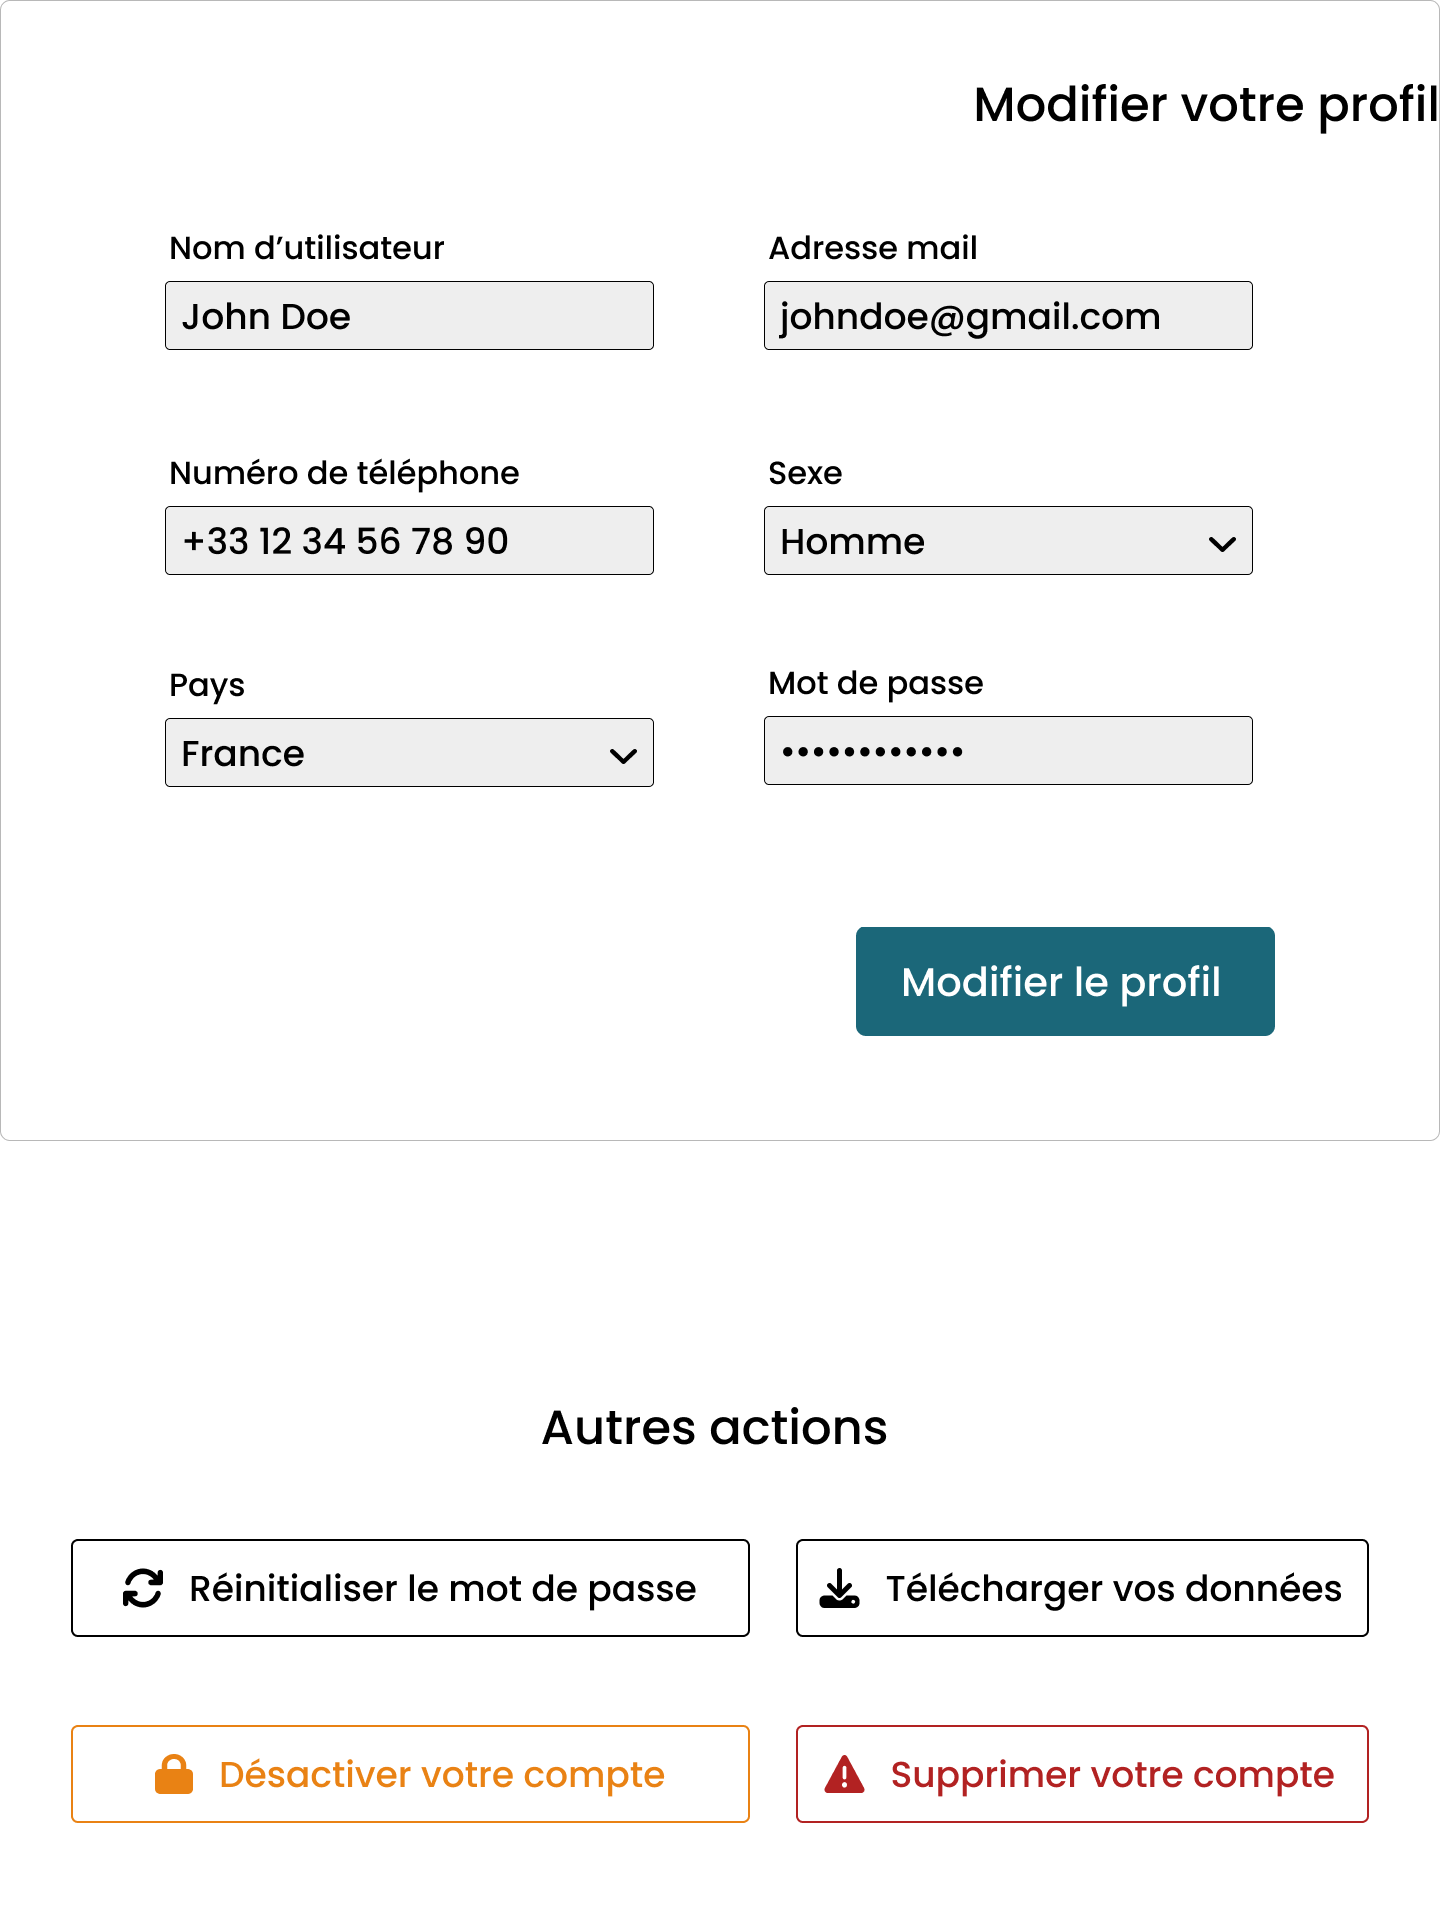 Modifier votre profil
Nom d’utilisateur
Adresse mail
John Doe
johndoe@gmail.com
Numéro de téléphone
Sexe
+33 12 34 56 78 90
Homme
Pays
Mot de passe
France
••••••••••••
Modifier le profil
Autres actions
Réinitialiser le mot de passe
Télécharger vos données
Désactiver votre compte
Supprimer votre compte